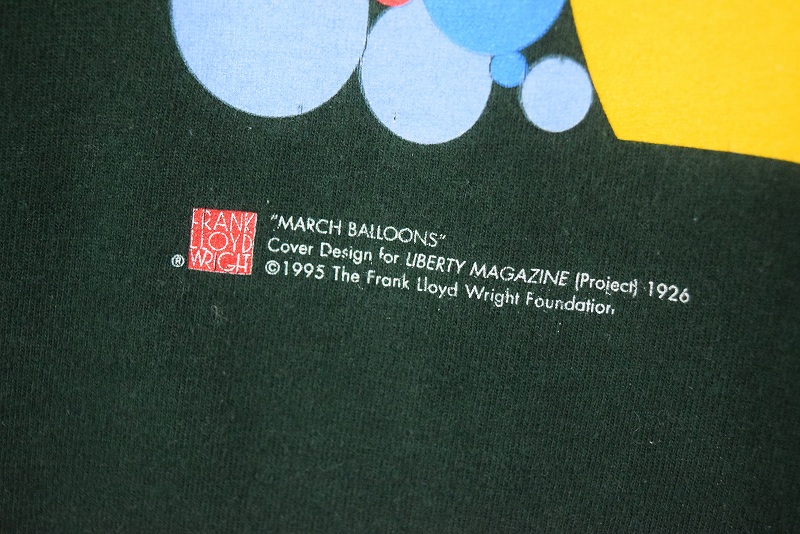 FRANK
LLOYD
WRIGHT
®
"MARCH BALLOONS"
Cover Design for LIBERTY MAGAZINE (Project) 1926
©1995 The Frank Lloyd Wright Foundation